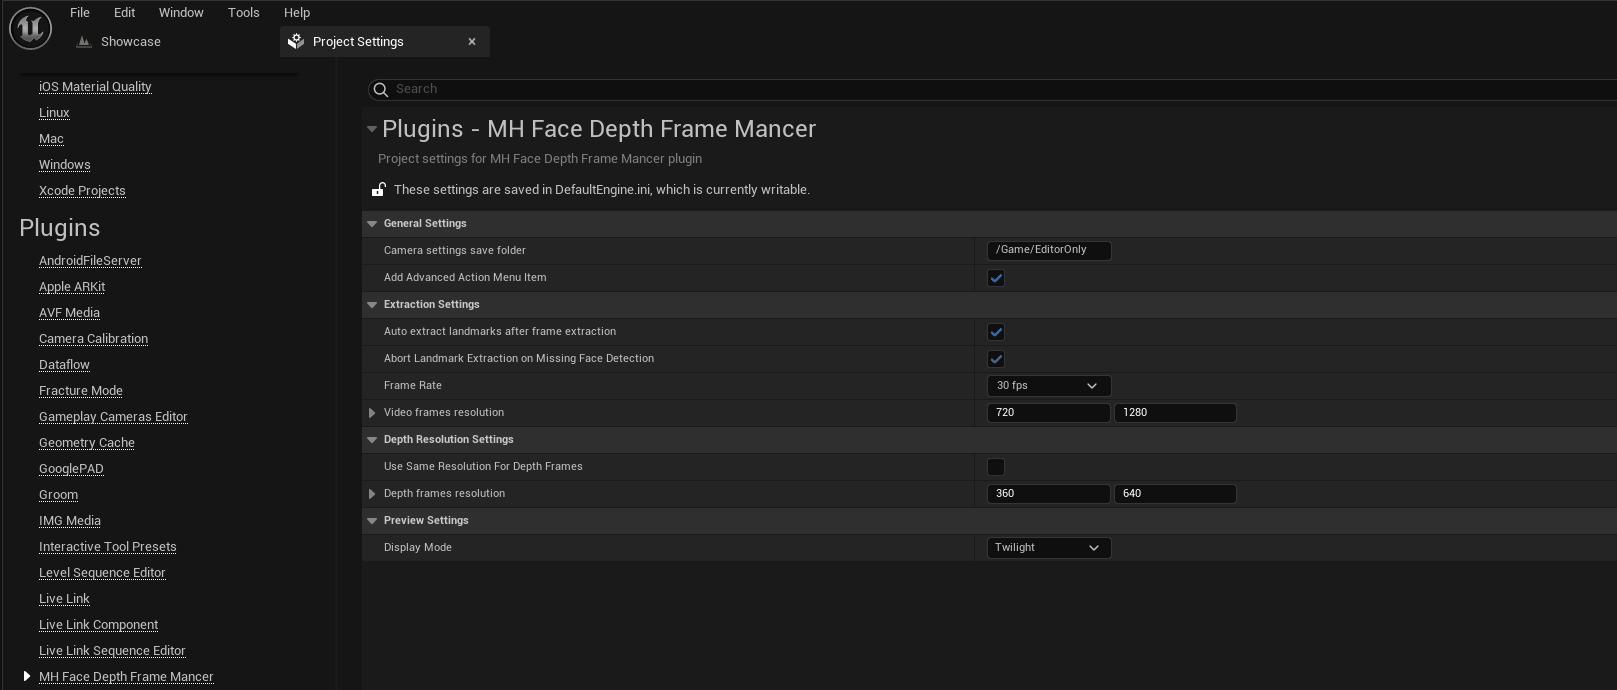 File Edit Window Tools Help
Showcase
Project Settings
iOS Material Quality
Linux
Mac
Windows
Xcode Projects
Plugins
AndroidFileServer
Apple ARKit
AVF Media
Camera Calibration
Dataflow
Fracture Mode
Gameplay Cameras Editor
Geometry Cache
GooglePAD
Groom
IMG Media
Interactive Tool Presets
Level Sequence Editor
Live Link
Live Link Component
Live Link Sequence Editor
MH Face Depth Frame Mancer
Search
Plugins - MH Face Depth Frame Mancer
Project settings for MH Face Depth Frame Mancer plugin
These settings are saved in DefaultEngine.ini, which is currently writable.
General Settings
Camera settings save folder /Game/EditorOnly
Add Advanced Action Menu Item
Extraction Settings
Auto extract landmarks after frame extraction
Abort Landmark Extraction on Missing Face Detection
Frame Rate 30 fps
Video frames resolution 720 1280
Depth Resolution Settings
Use Same Resolution For Depth Frames
Depth frames resolution 360 640
Preview Settings
Display Mode Twilight